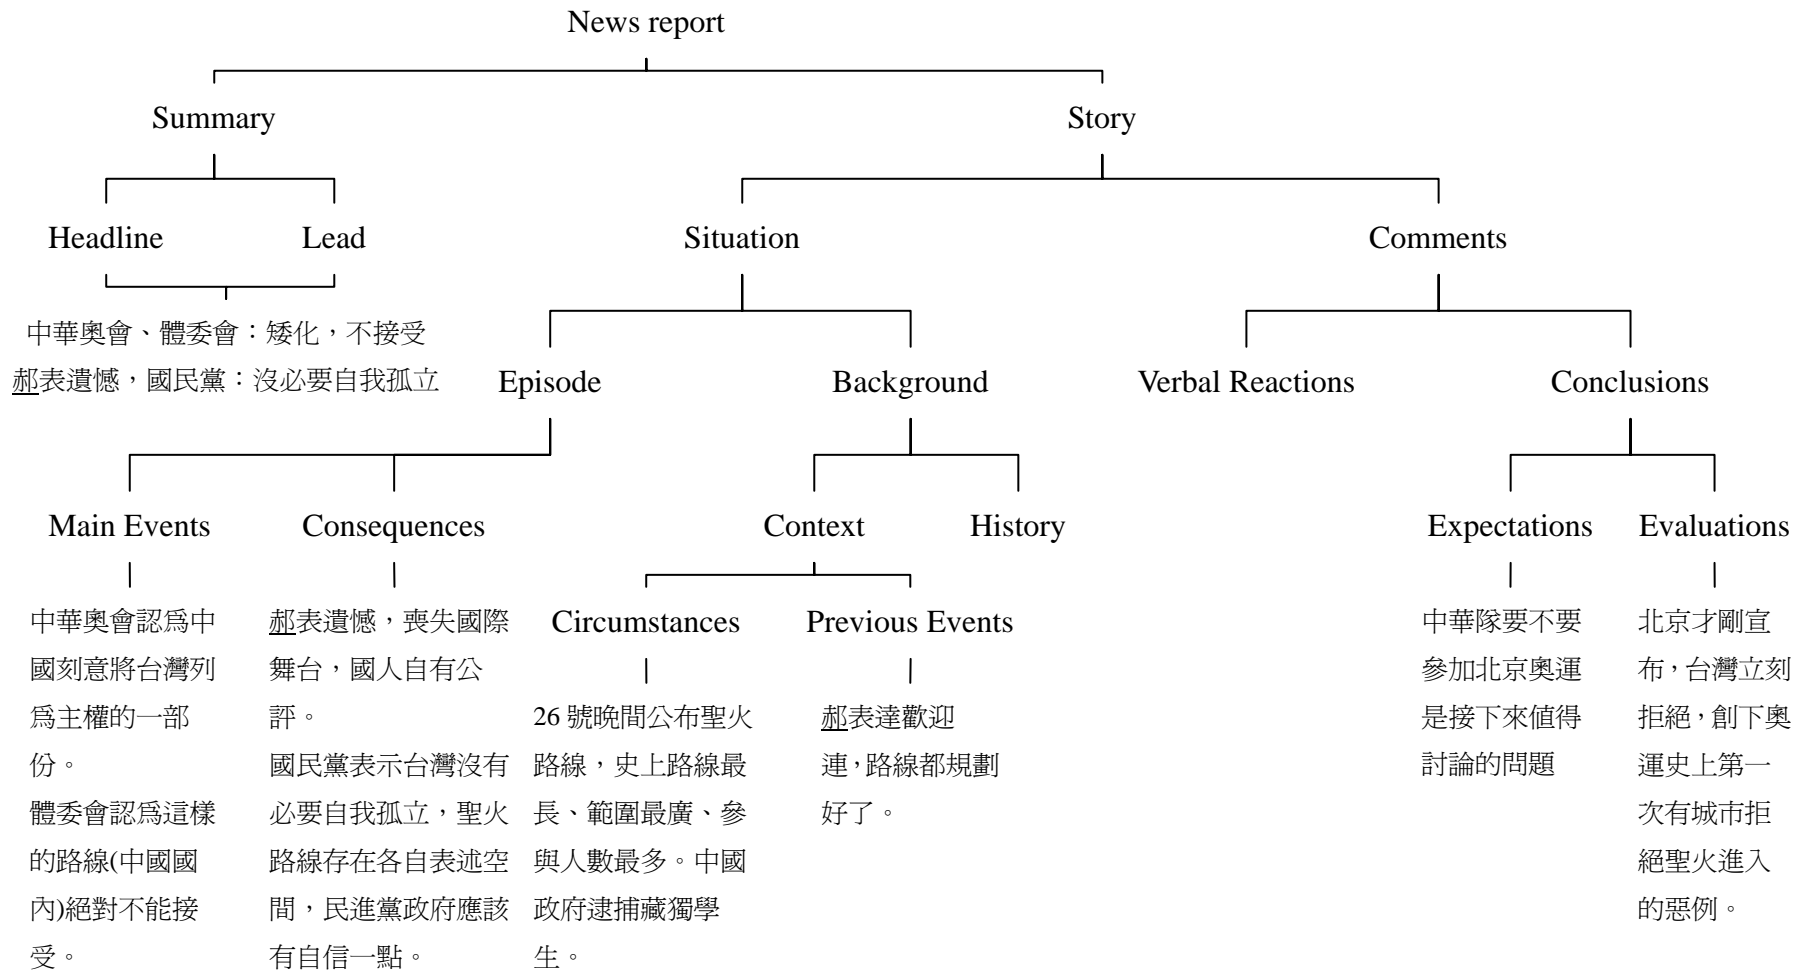 News report
Summary
Story
Headline
Lead
Situation
Comments
中華奧會、體委會：矮化，不接受
郝表遺憾，國民黨：沒必要自我孤立
Episode
Background
Verbal Reactions
Conclusions
Main Events
Consequences
Context
History
Expectations
Evaluations
中華奧會認為中
國刻意將台灣列
為主權的一部
份。
體委會認為這樣
的路線(中國國
內)絕對不能接
受。
郝表遺憾，喪失國際
舞台，國人自有公
評。
國民黨表示台灣沒有
必要自我孤立，聖火
路線存在各自表述空
間，民進黨政府應該
有自信一點。
Circumstances
Previous Events
26 號晚間公布聖火
路線，史上路線最
長、範圍最廣、參
與人數最多。中國
政府逮捕藏獨學
生。
郝表達歡迎
連，路線都規劃
好了。
中華隊要不要
參加北京奧運
是接下來值得
討論的問題
北京才剛宣
布，台灣立刻
拒絕，創下奧
運史上第一
次有城市拒
絕聖火進入
的惡例。